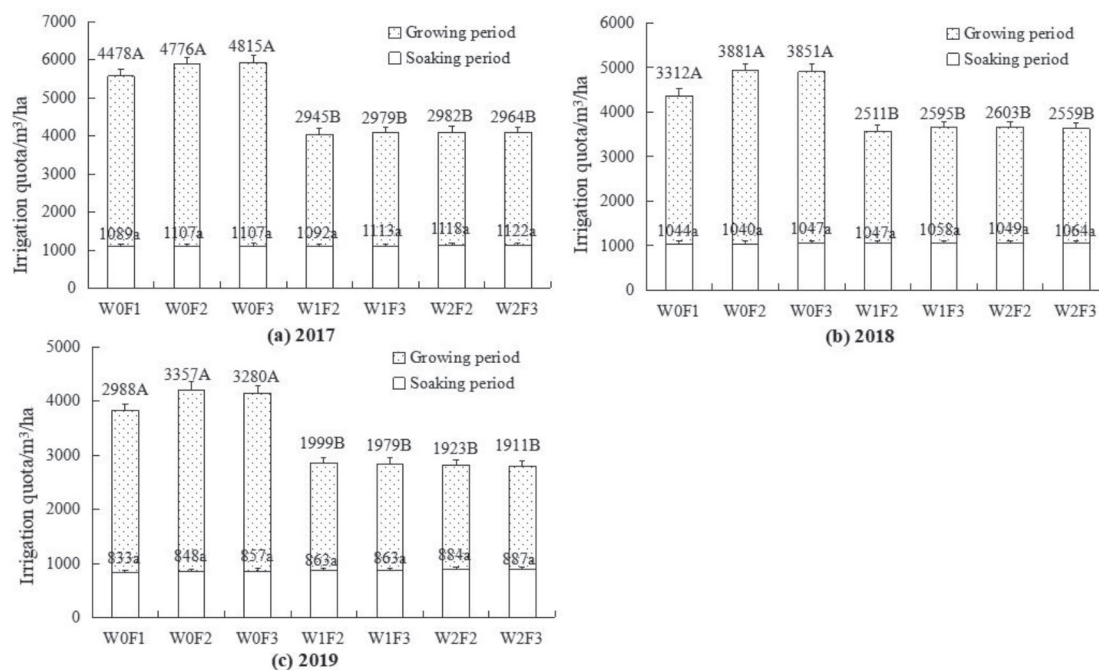 Irrigation quota/m³/ha
7000
6000
5000
4000
3000
2000
1000
0
Growing period
Soaking period
4478A 4776A 4815A 2945B 2979B 2982B 2964B
1089a 1107a 1107a 1092a 1113a 1118a 1122a
W0F1 W0F2 W0F3 W1F2 W1F3 W2F2 W2F3
(a) 2017
Irrigation quota/m³/ha
6000
5000
4000
3000
2000
1000
0
Growing period
Soaking period
3312A 3881A 3851A 2511B 2595B 2603B 2559B
1044a 1040a 1047a 1047a 1058a 1049a 1064a
W0F1 W0F2 W0F3 W1F2 W1F3 W2F2 W2F3
(b) 2018
Irrigation quota/m³/ha
5000
4000
3000
2000
1000
0
Growing period
Soaking period
2988A 3357A 3280A 1999B 1979B 1923B 1911B
833a 848a 857a 863a 863a 884a 887a
W0F1 W0F2 W0F3 W1F2 W1F3 W2F2 W2F3
(c) 2019